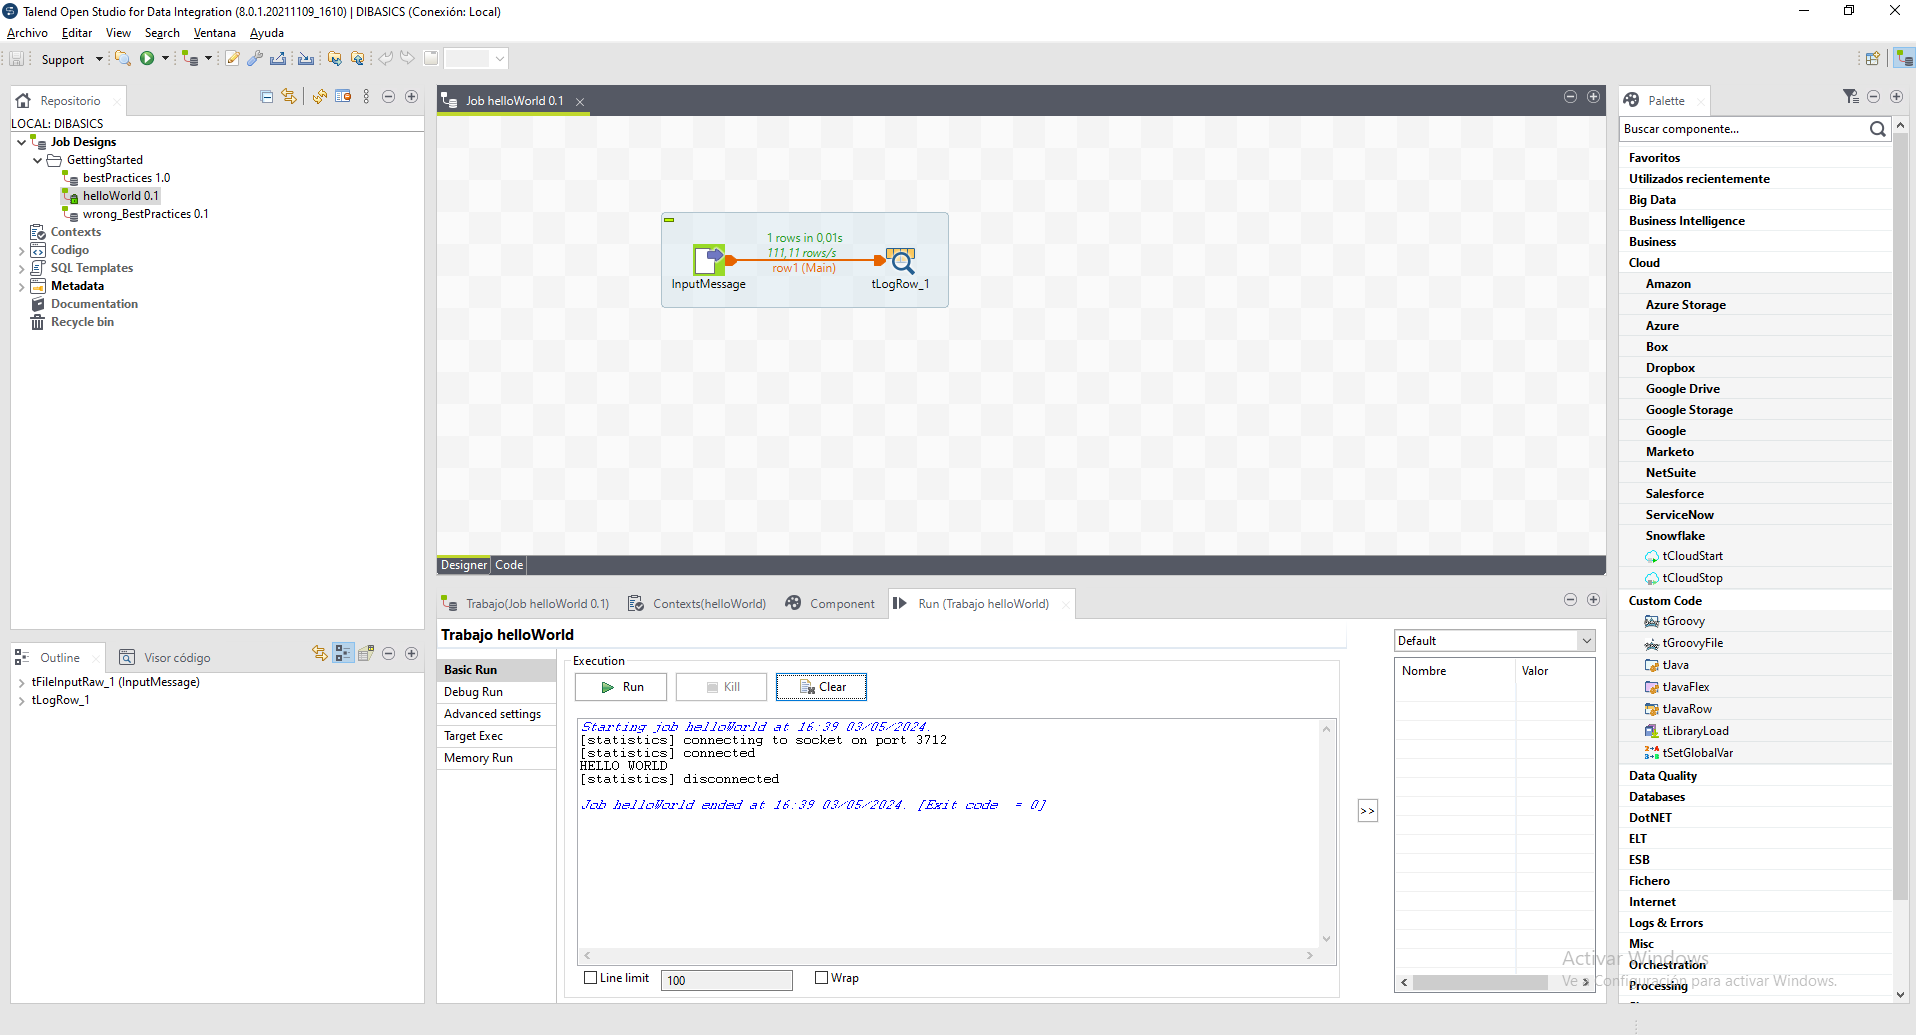 Talend Open Studio for Data Integration (8.0.1.20211109_1610) | DIBASICS (Conexión: Local)
Archivo Editar View Search Ventana Ayuda
Support
Repositorio
LOCAL: DIBASICS
Job Designs
GettingStarted
bestPractices 1.0
helloWorld 0.1
wrong_BestPractices 0.1
Contexts
Codigo
SQL Templates
Metadata
Documentation
Recycle bin
Outline Visor código
tFileInputRaw_1 (InputMessage)
tLogRow_1
Job helloWorld 0.1
1 rows in 0,01s
111,11 rows/s
row1 (Main)
InputMessage
tLogRow_1
Designer Code
Trabajo(Job helloWorld 0.1) Contexts(helloWorld) Component Run (Trabajo helloWorld)
Trabajo helloWorld
Basic Run
Debug Run
Advanced settings
Target Exec
Memory Run
Execution
Run Kill Clear
Starting job helloWorld at 16:39 03/05/2024.
[statistics] connecting to socket on port 3712
[statistics] connected
HELLO WORLD
[statistics] disconnected
Job helloWorld ended at 16:39 03/05/2024. [Exit code  = 0]
Line limit 100 Wrap
>>
Default
Nombre Valor
Palette
Buscar componente...
Favoritos
Utilizados recientemente
Big Data
Business Intelligence
Business
Cloud
Amazon
Azure Storage
Azure
Box
Dropbox
Google Drive
Google Storage
Google
Marketo
NetSuite
Salesforce
ServiceNow
Snowflake
tCloudStart
tCloudStop
Custom Code
tGroovy
tGroovyFile
tJava
tJavaFlex
tJavaRow
tLibraryLoad
tSetGlobalVar
Data Quality
Databases
DotNET
ELT
ESB
Fichero
Internet
Logs & Errors
Misc
Orchestration
Processing
Activar Windows
Ve a Configuración para activar Windows.